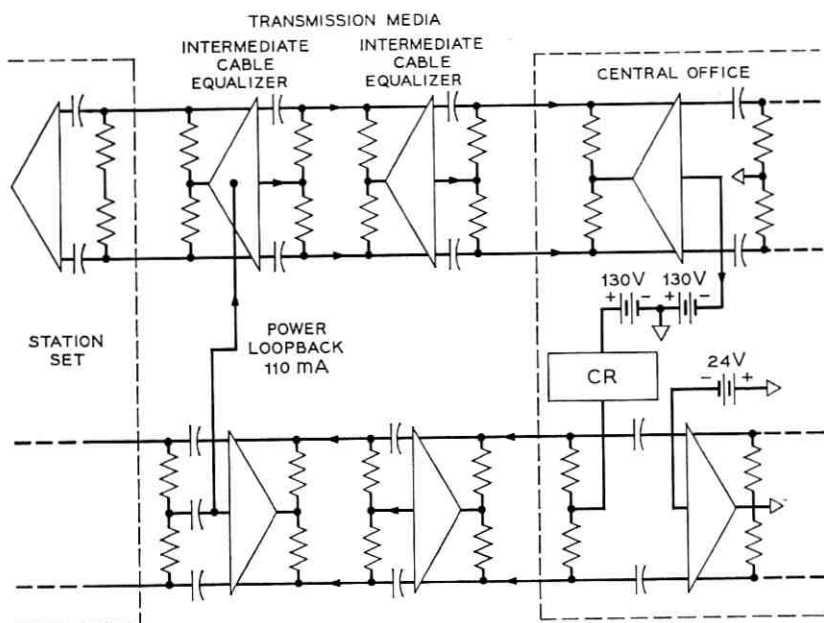 TRANSMISSION MEDIA
INTERMEDIATE
CABLE
EQUALIZER
INTERMEDIATE
CABLE
EQUALIZER
CENTRAL OFFICE
130V
130V
+ - + -
STATION
SET
POWER
LOOPBACK
110 mA
CR
24V
- +